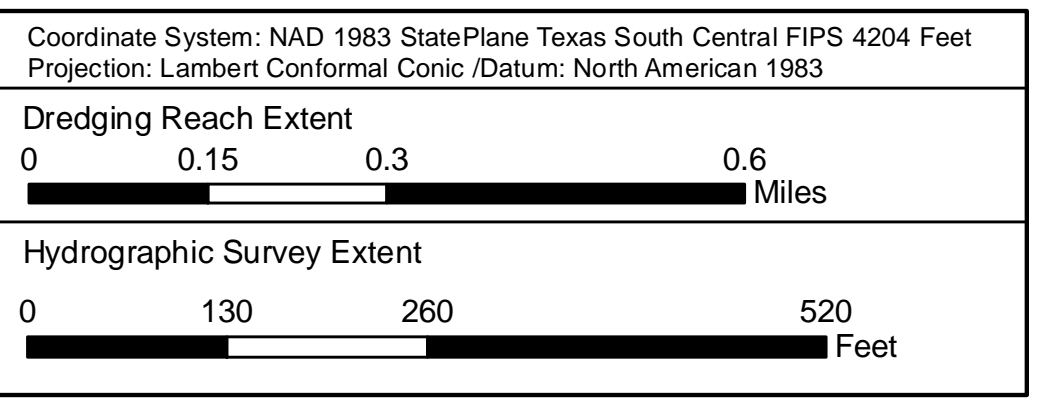 Coordinate System: NAD 1983 StatePlane Texas South Central FIPS 4204 Feet
Projection: Lambert Conformal Conic /Datum: North American 1983
Dredging Reach Extent
0 0.15 0.3 0.6
Miles
Hydrographic Survey Extent
0 130 260 520
Feet